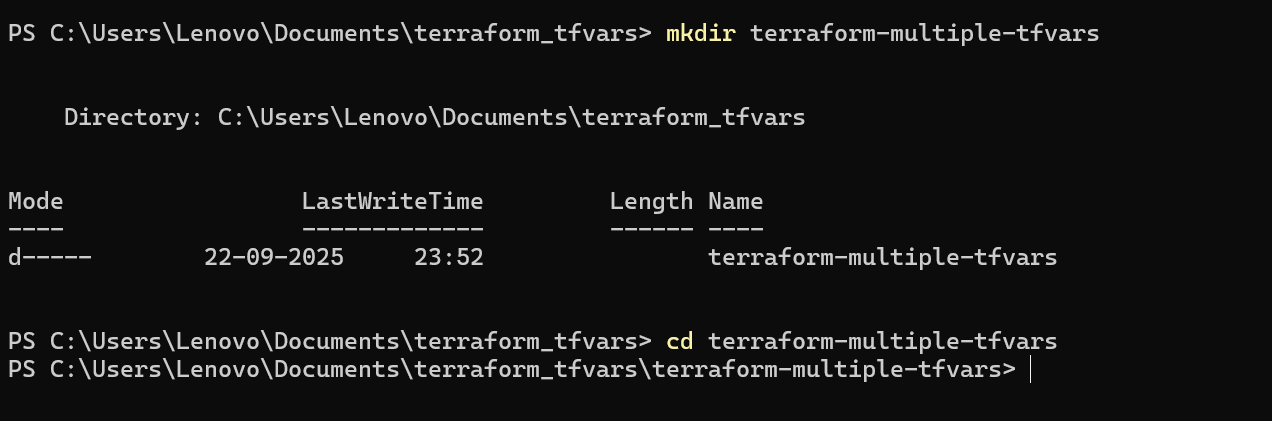 PS C:\Users\Lenovo\Documents\terraform_tfvars> mkdir terraform-multiple-tfvars
Directory: C:\Users\Lenovo\Documents\terraform_tfvars
Mode                 LastWriteTime         Length Name
----                 -------------         ------ ----
d-----        22-09-2025     23:52                terraform-multiple-tfvars
PS C:\Users\Lenovo\Documents\terraform_tfvars> cd terraform-multiple-tfvars
PS C:\Users\Lenovo\Documents\terraform_tfvars\terraform-multiple-tfvars>